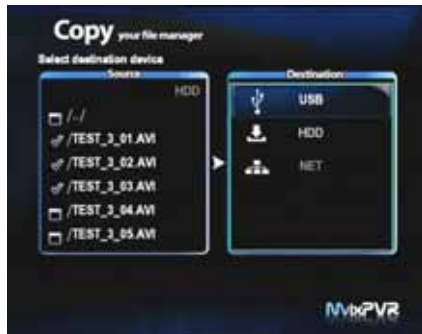 Copy your file manager
Select destination device
Source
HDD
/../
/TEST_3_01.AVI
/TEST_3_02.AVI
/TEST_3_03.AVI
/TEST_3_04.AVI
/TEST_3_05.AVI
Destination
USB
HDD
NET
MvixPVR